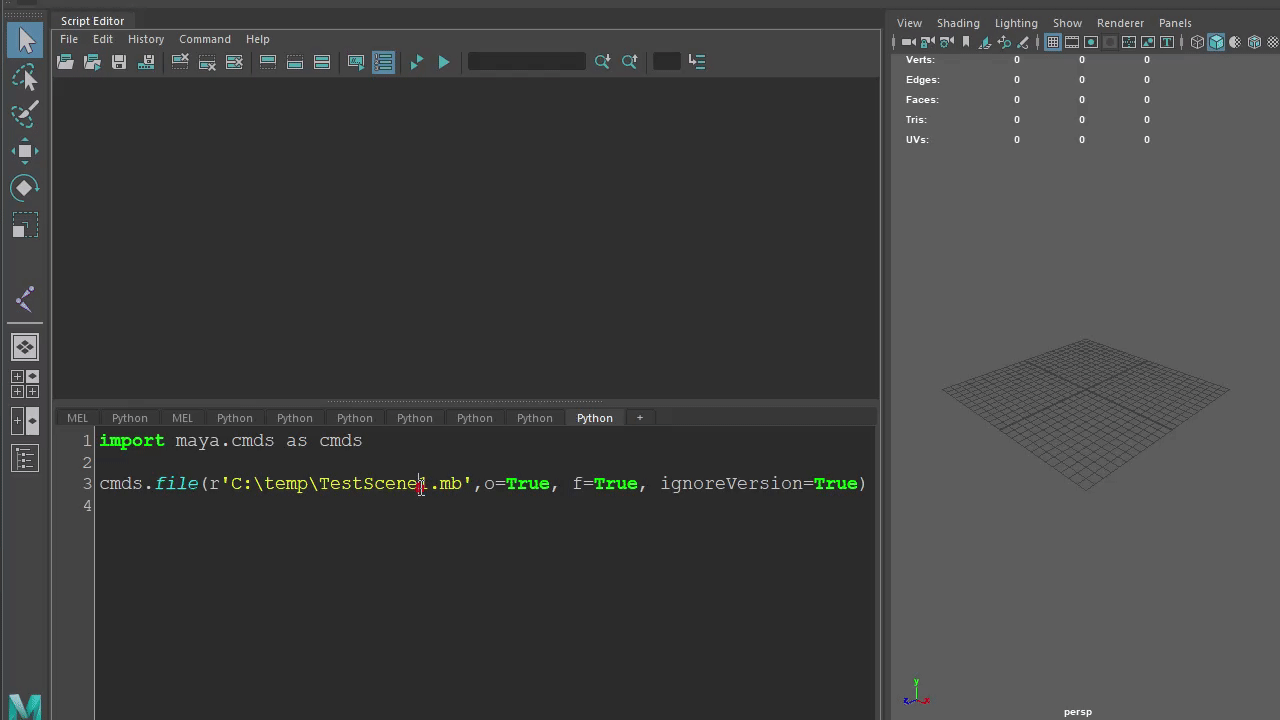 Script Editor
File Edit History Command Help
View Shading Lighting Show Renderer Panels
Verts: 0 0 0
Edges: 0 0 0
Faces: 0 0 0
Tris: 0 0 0
UVs: 0 0 0
MEL Python MEL Python Python Python Python Python Python Python +
1 import maya.cmds as cmds
2
3 cmds.file(r'C:\temp\TestScene1.mb',o=True, f=True, ignoreVersion=True)
4
y
z x
persp
M